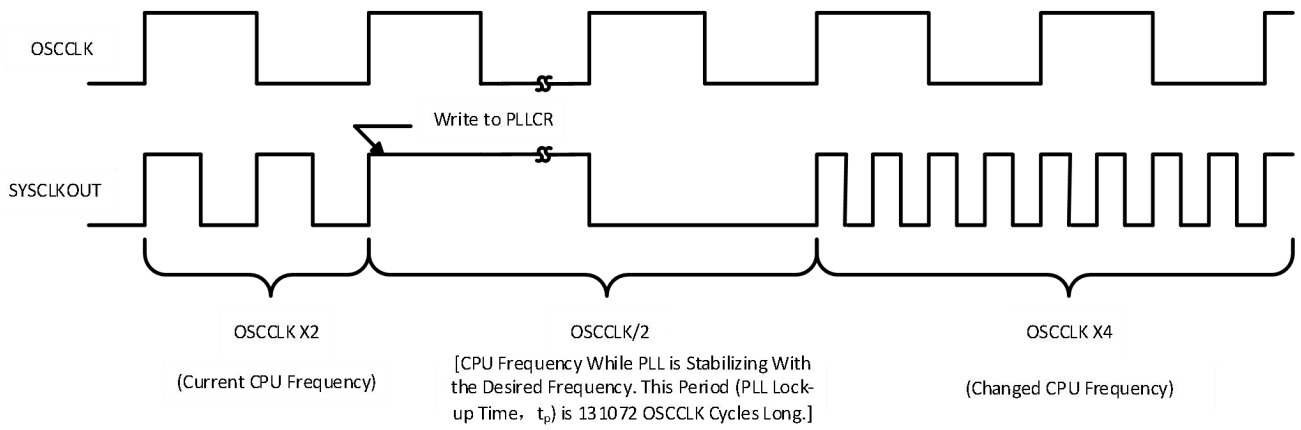 OSCCLK
Write to PLLCR
SYSCLKOUT
OSCCLK X2
(Current CPU Frequency)
OSCCLK/2
[CPU Frequency While PLL is Stabilizing With
the Desired Frequency. This Period (PLL Lock-
up Time，tp) is 131072 OSCCLK Cycles Long.]
OSCCLK X4
(Changed CPU Frequency)